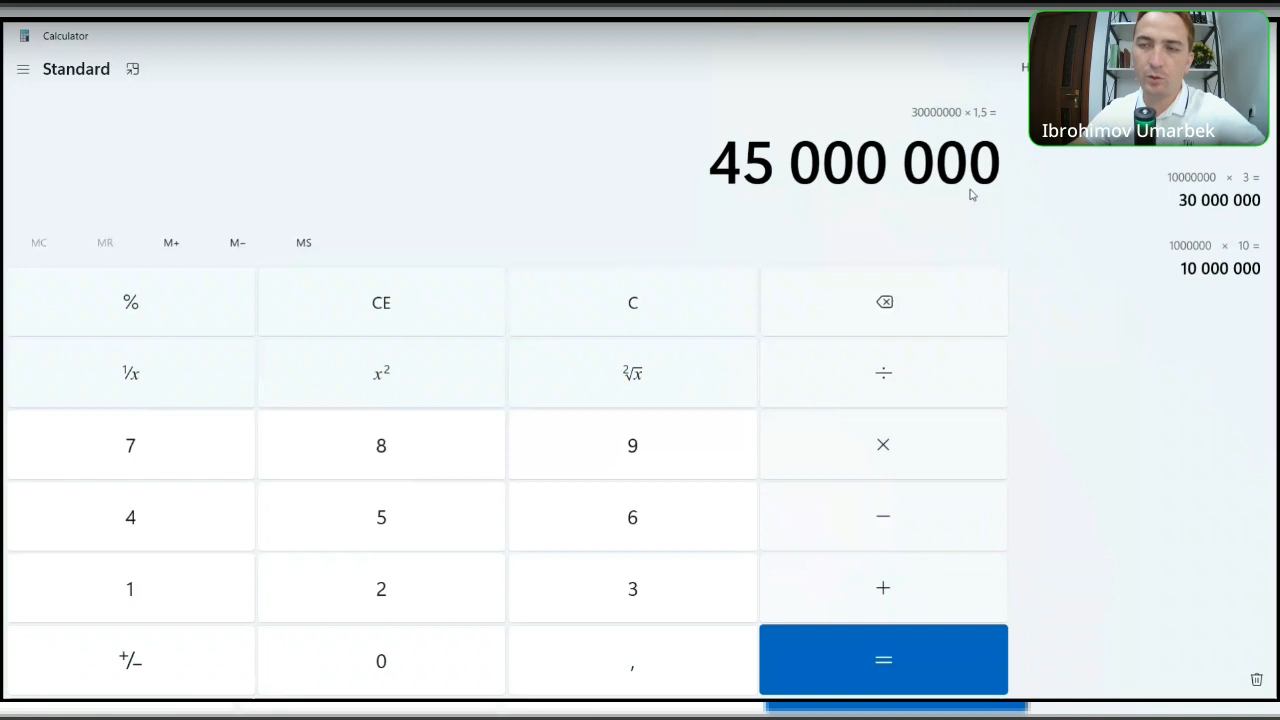 Calculator
Standard
H
30000000 × 1,5 =
45 000 000
Ibrohimov Umarbek
10000000 × 3 =
30 000 000
1000000 × 10 =
10 000 000
MC MR M+ M− MS
% CE C
¹/x x² ²√x ÷
7 8 9 ×
4 5 6 −
1 2 3 +
+/− 0 , =